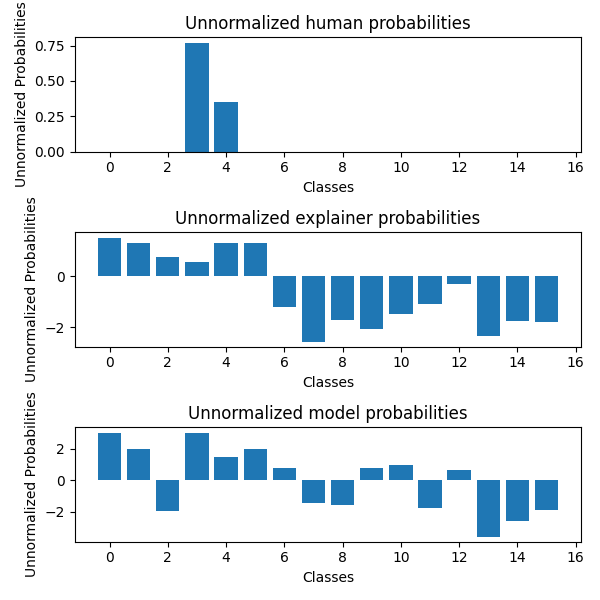 Unnormalized human probabilities
Unnormalized Probabilities
0.75
0.50
0.25
0.00
0 2 4 6 8 10 12 14 16
Classes
Unnormalized explainer probabilities
Unnormalized Probabilities
0
−2
0 2 4 6 8 10 12 14 16
Classes
Unnormalized model probabilities
Unnormalized Probabilities
2
0
−2
0 2 4 6 8 10 12 14 16
Classes